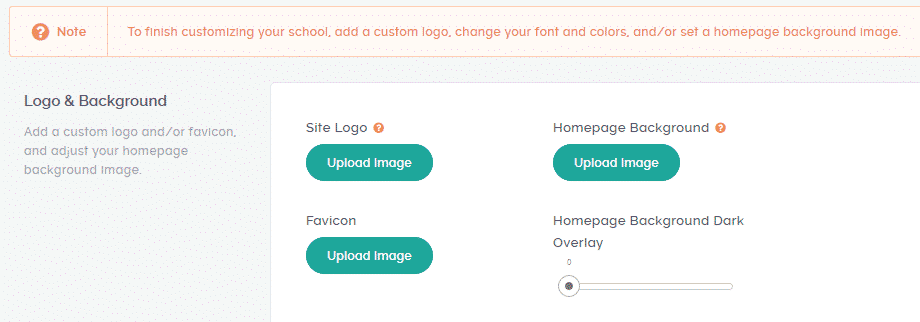 ? Note
To finish customizing your school, add a custom logo, change your font and colors, and/or set a homepage background image.
Logo & Background
Add a custom logo and/or favicon,
and adjust your homepage
background image.
Site Logo ?
Upload Image
Homepage Background ?
Upload Image
Favicon
Upload Image
Homepage Background Dark
Overlay
0